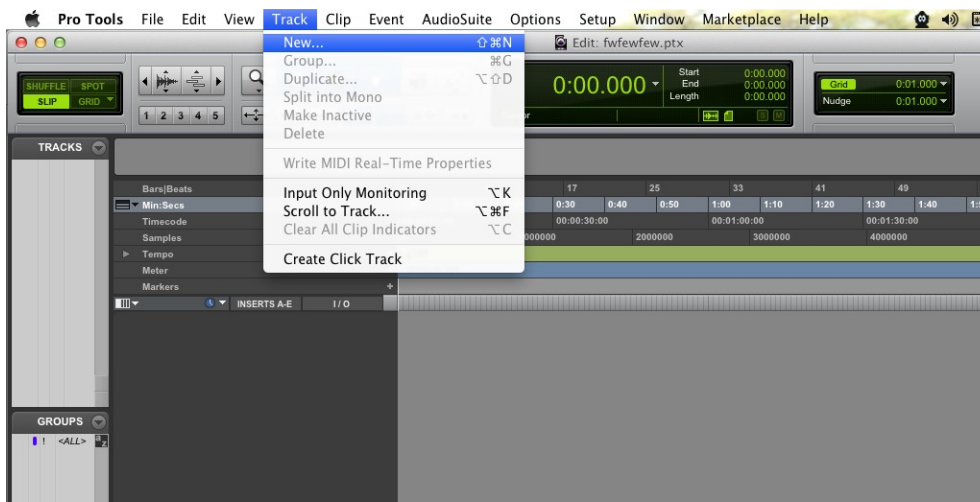 Pro Tools File Edit View Track Clip Event AudioSuite Options Setup Window Marketplace Help
Edit: fwfewfew.ptx
New... ⇧⌘N
Group... ⌘G
Duplicate... ⌥⇧D
Split into Mono
Make Inactive
Delete
Write MIDI Real-Time Properties
Input Only Monitoring ⌥K
Scroll to Track... ⌥⌘F
Clear All Clip Indicators ⌥C
Create Click Track
SHUFFLE SPOT
SLIP GRID
1 2 3 4 5
0:00.000
Start 0:00.000
End 0:00.000
Length 0:00.000
S M
Grid 0:01.000
Nudge 0:01.000
TRACKS
Bars|Beats 17 25 33 41 49
Min:Secs 0:30 0:40 0:50 1:00 1:10 1:20 1:30 1:40
Timecode 00:00:30:00 00:01:00:00 00:01:30:00
Samples 2000000 3000000 4000000
Tempo
Meter
Markers +
INSERTS A-E I / O
GROUPS
! <ALL> a z